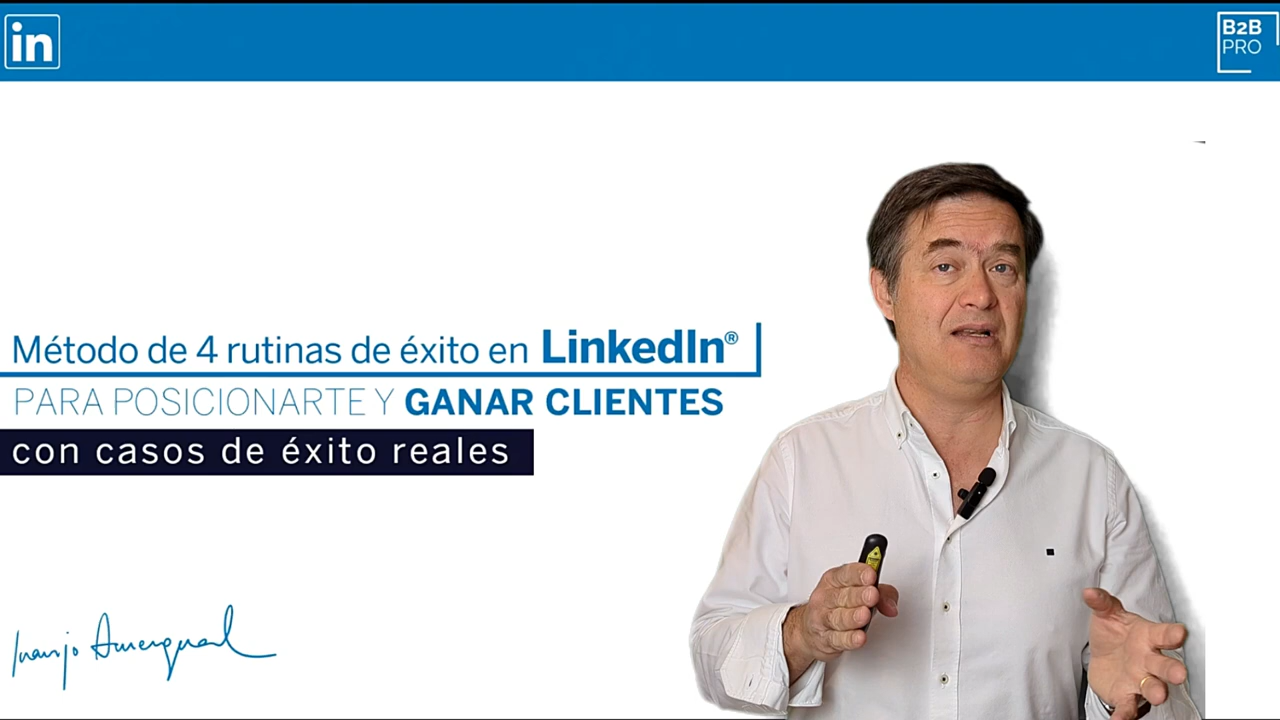 in
B2B
PRO
Método de 4 rutinas de éxito en LinkedIn®
PARA POSICIONARTE Y GANAR CLIENTES
con casos de éxito reales